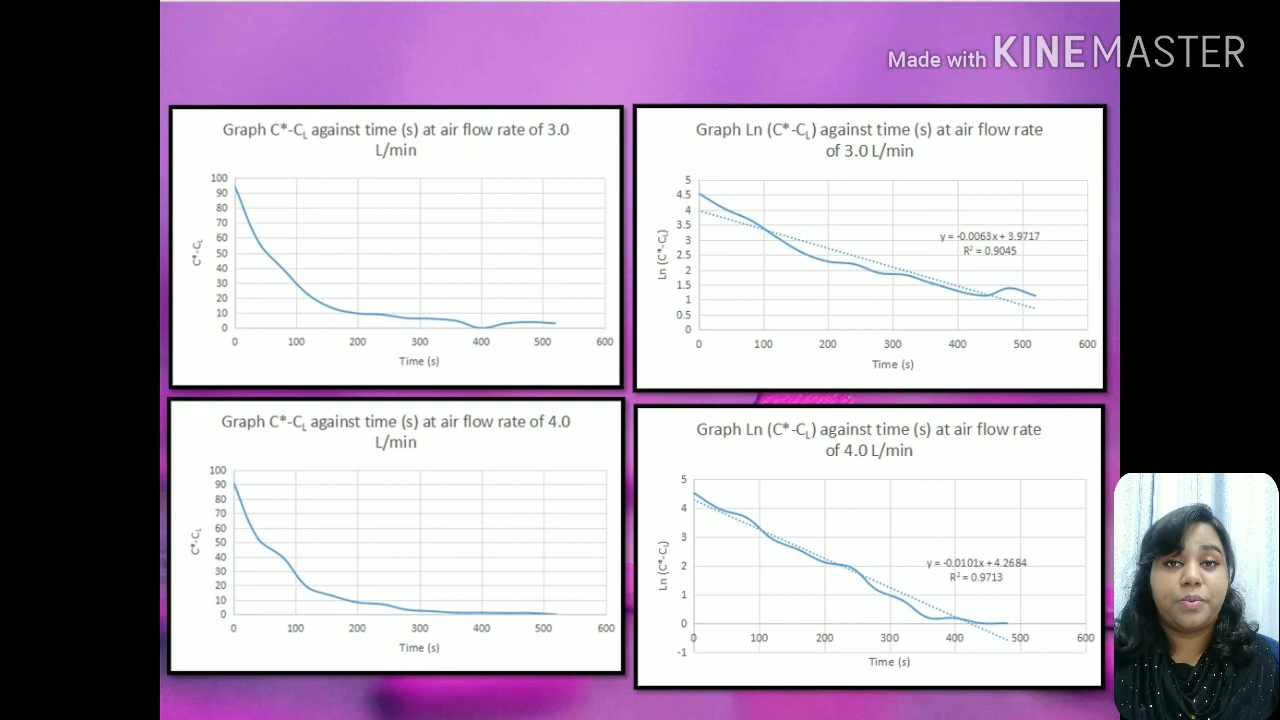 Made with KINEMASTER
Graph C*-CL against time (s) at air flow rate of 3.0
L/min
100
90
80
70
60
50
40
30
20
10
0
C*-CL
0 100 200 300 400 500 600
Time (s)
Graph Ln (C*-CL) against time (s) at air flow rate
of 3.0 L/min
5
4.5
4
3.5
3
2.5
2
1.5
1
0.5
0
Ln (C*-CL)
y = -0.0063x + 3.9717
R² = 0.9045
0 100 200 300 400 500 600
Time (s)
Graph C*-CL against time (s) at air flow rate of 4.0
L/min
100
90
80
70
60
50
40
30
20
10
0
C*-CL
0 100 200 300 400 500 600
Time (s)
Graph Ln (C*-CL) against time (s) at air flow rate
of 4.0 L/min
5
4
3
2
1
0
-1
Ln (C*-CL)
y = -0.0101x + 4.2684
R² = 0.9713
0 100 200 300 400 500 600
Time (s)